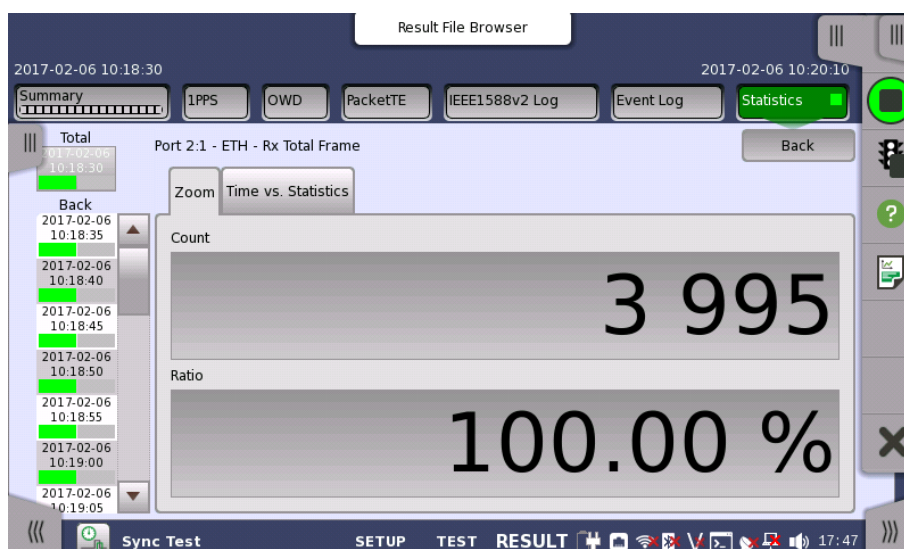 Result File Browser
2017-02-06 10:18:30
2017-02-06 10:20:10
Summary
1PPS
OWD
PacketTE
IEEE1588v2 Log
Event Log
Statistics
Total
2017-02-06
10:18:30
Port 2:1 - ETH - Rx Total Frame
Back
Back
Zoom
Time vs. Statistics
2017-02-06
10:18:35
2017-02-06
10:18:40
2017-02-06
10:18:45
2017-02-06
10:18:50
2017-02-06
10:18:55
2017-02-06
10:19:00
2017-02-06
10:19:05
Count
3 995
Ratio
100.00 %
Sync Test
SETUP
TEST
RESULT
17:47